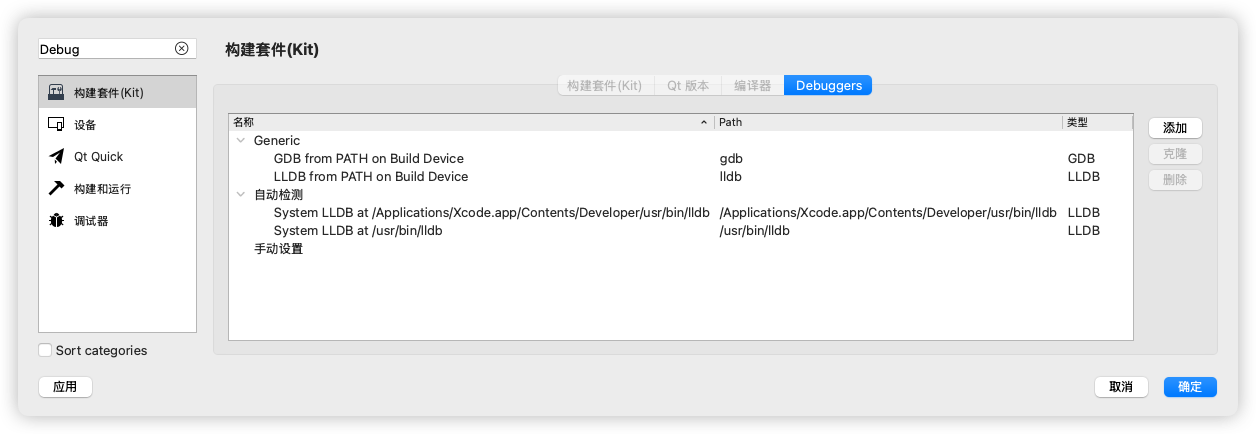 Debug
构建套件(Kit)
构建套件(Kit)
设备
Qt Quick
构建和运行
调试器
Sort categories
构建套件(Kit) Qt 版本 编译器 Debuggers
名称 Path 类型
Generic
GDB from PATH on Build Device gdb GDB
LLDB from PATH on Build Device lldb LLDB
自动检测
System LLDB at /Applications/Xcode.app/Contents/Developer/usr/bin/lldb /Applications/Xcode.app/Contents/Developer/usr/bin/lldb LLDB
System LLDB at /usr/bin/lldb /usr/bin/lldb LLDB
手动设置
添加
克隆
删除
应用 取消 确定